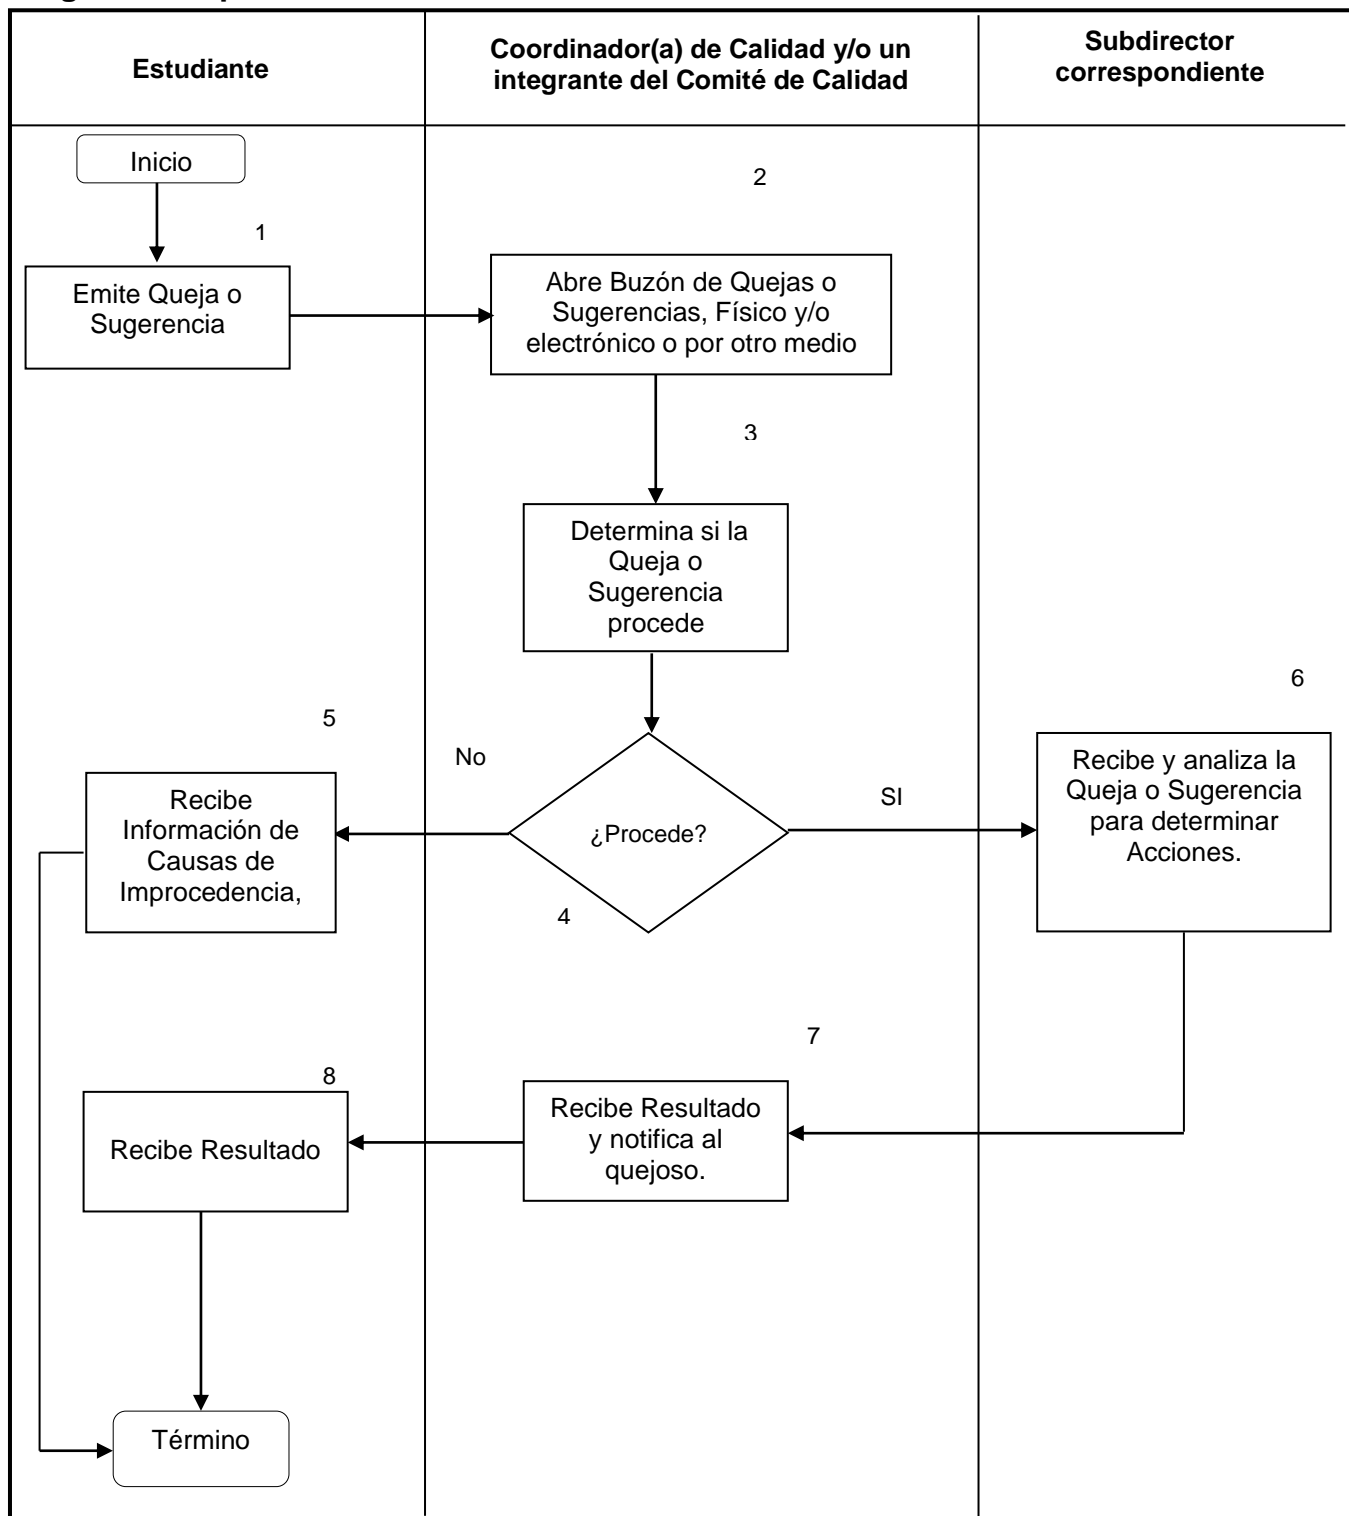 Estudiante
Coordinador(a) de Calidad y/o un
integrante del Comité de Calidad
Subdirector
correspondiente
Inicio
1
2
Emite Queja o
Sugerencia
Abre Buzón de Quejas o
Sugerencias, Físico y/o
electrónico o por otro medio
3
Determina si la
Queja o
Sugerencia
procede
5
No
¿Procede?
4
SI
6
Recibe
Información de
Causas de
Improcedencia,
Recibe y analiza la
Queja o Sugerencia
para determinar
Acciones.
7
8
Recibe Resultado
y notifica al
quejoso.
Recibe Resultado
Término